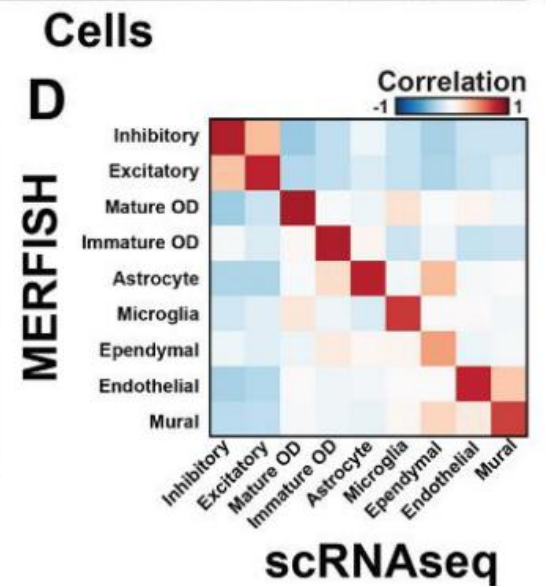 Cells
D
Correlation
-1 1
MERFISH
Inhibitory
Excitatory
Mature OD
Immature OD
Astrocyte
Microglia
Ependymal
Endothelial
Mural
Inhibitory
Excitatory
Mature OD
Immature OD
Astrocyte
Microglia
Ependymal
Endothelial
Mural
scRNAseq